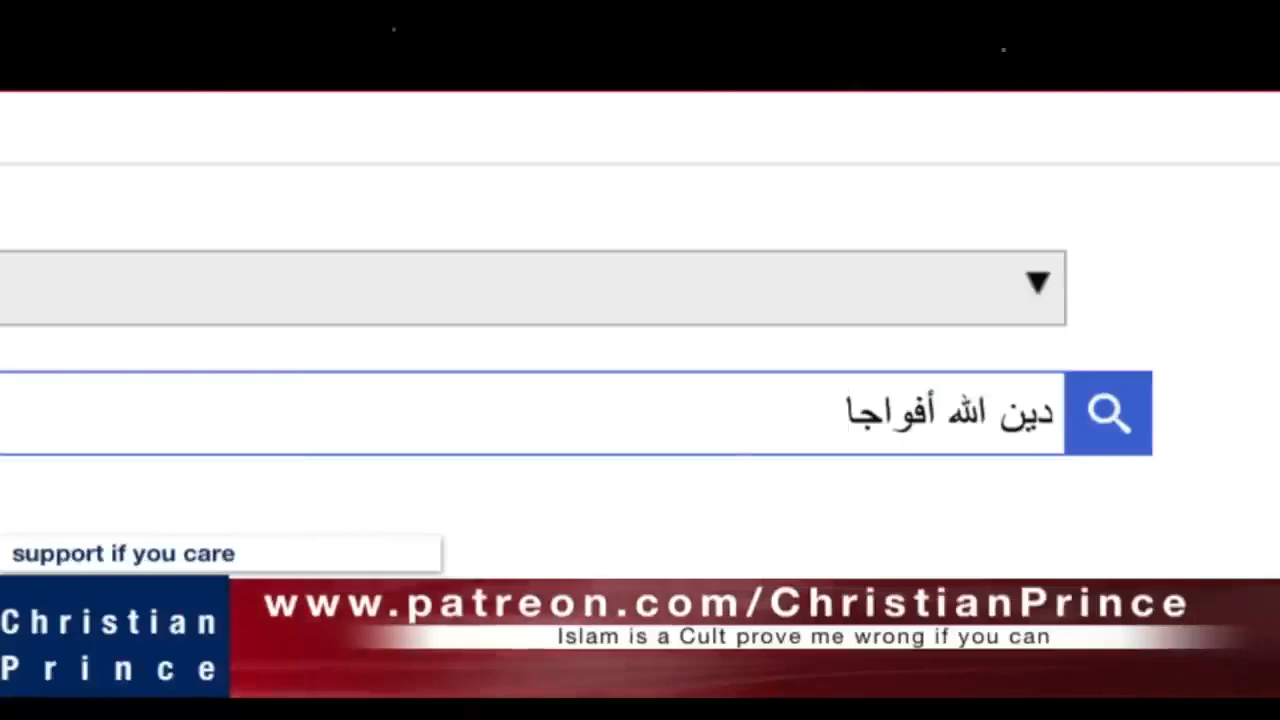 دين الله أفواجا
support if you care
Christian
Prince
www.patreon.com/ChristianPrince
Islam is a Cult prove me wrong if you can